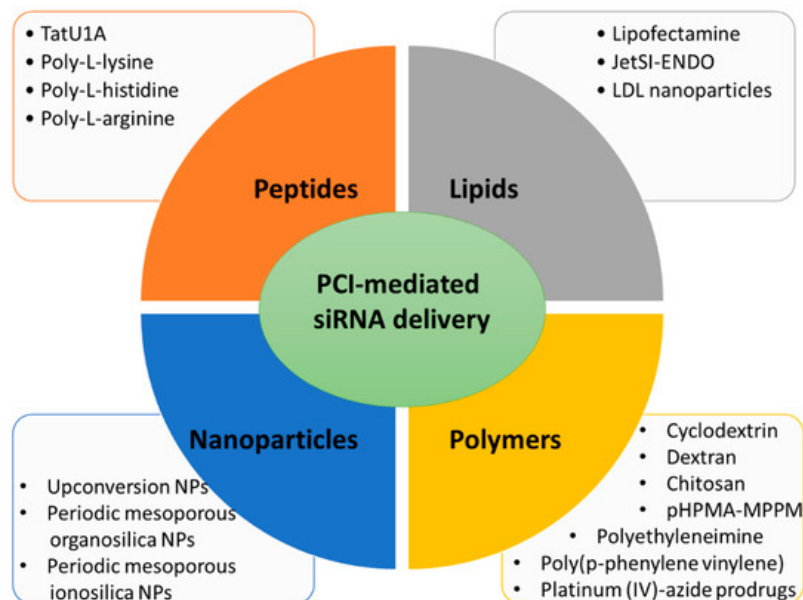 • TatU1A
• Poly-L-lysine
• Poly-L-histidine
• Poly-L-arginine
• Lipofectamine
• JetSI-ENDO
• LDL nanoparticles
Peptides
Lipids
PCI-mediated
siRNA delivery
Nanoparticles
Polymers
• Upconversion NPs
• Periodic mesoporous
organosilica NPs
• Periodic mesoporous
ionosilica NPs
• Cyclodextrin
• Dextran
• Chitosan
• pHPMA-MPPM
• Polyethyleneimine
• Poly(p-phenylene vinylene)
• Platinum (IV)-azide prodrugs